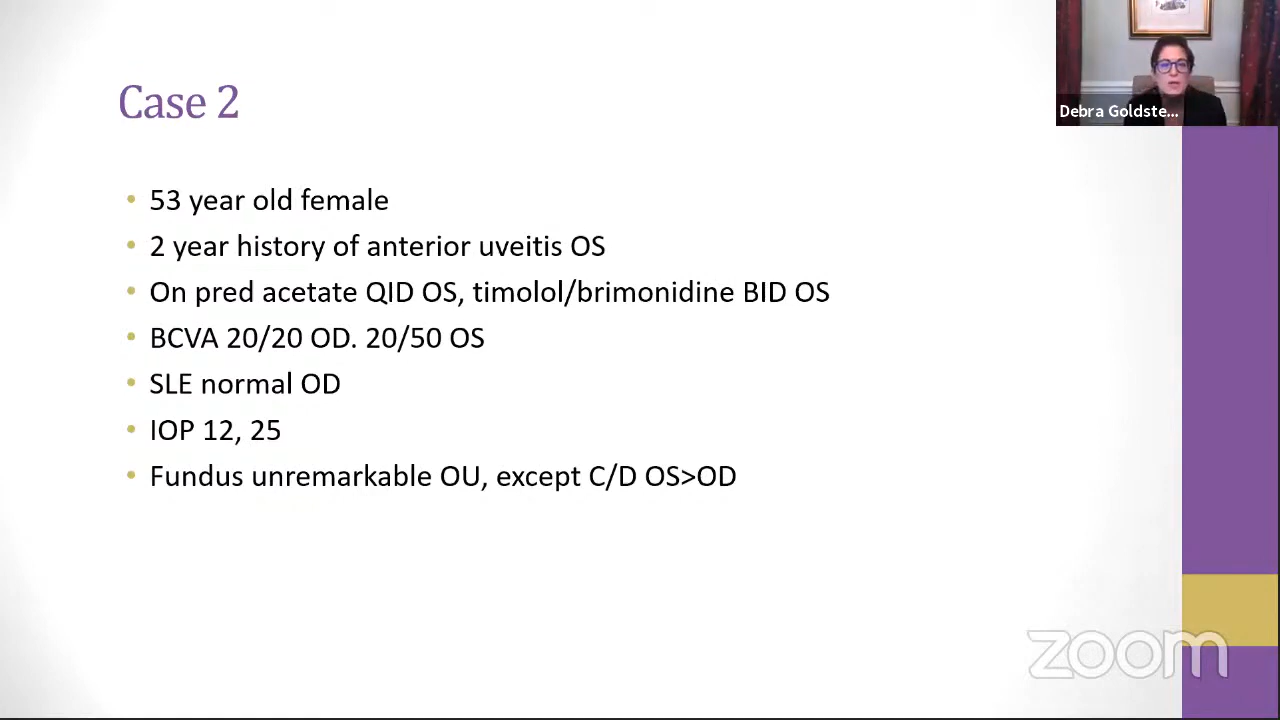 Debra Goldste...
Case 2
• 53 year old female
• 2 year history of anterior uveitis OS
• On pred acetate QID OS, timolol/brimonidine BID OS
• BCVA 20/20 OD. 20/50 OS
• SLE normal OD
• IOP 12, 25
• Fundus unremarkable OU, except C/D OS>OD
zoom